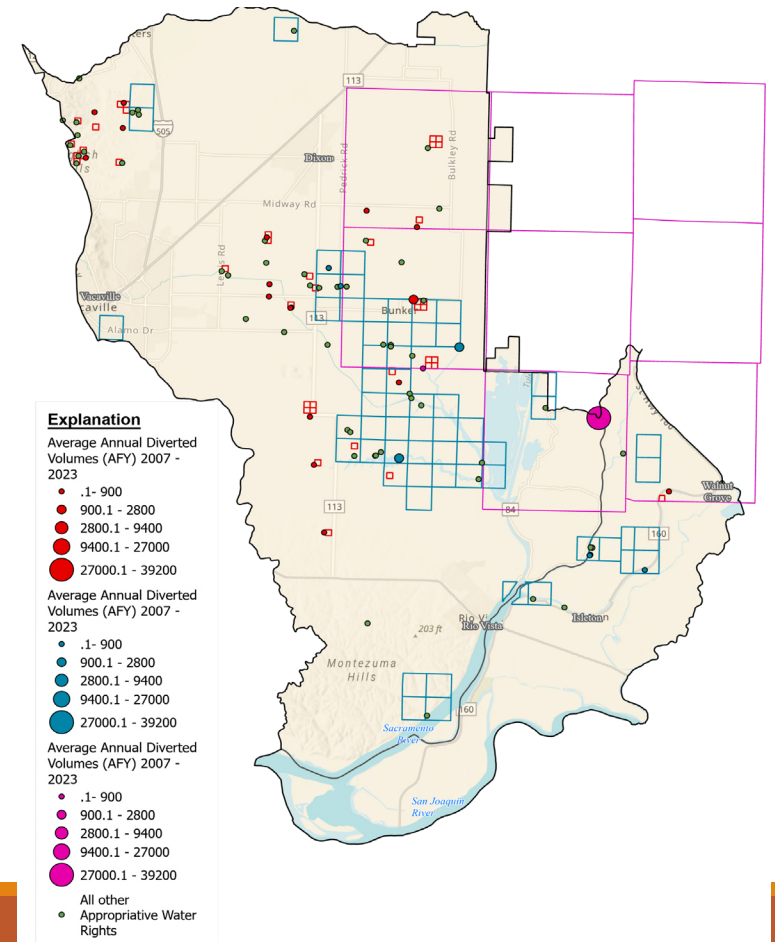 ters
113
505
Dixon
Pedrick Rd
Bulkley Rd
Midway Rd
Vacaville
caville
Alamo Dr
113
Bunke
Explanation
Average Annual Diverted
Volumes (AFY) 2007 -
2023
.1- 900
900.1 - 2800
2800.1 - 9400
9400.1 - 27000
27000.1 - 39200
Average Annual Diverted
Volumes (AFY) 2007 -
2023
.1- 900
900.1 - 2800
2800.1 - 9400
9400.1 - 27000
27000.1 - 39200
Average Annual Diverted
Volumes (AFY) 2007 -
2023
.1- 900
900.1 - 2800
2800.1 - 9400
9400.1 - 27000
27000.1 - 39200
All other
Appropriative Water
Rights
Walnut
Grove
113
84
160
Rio Vi
Rio Vista
Isleton
203 ft
Montezuma
Hills
160
Sacramento
River
San Joaquin
River